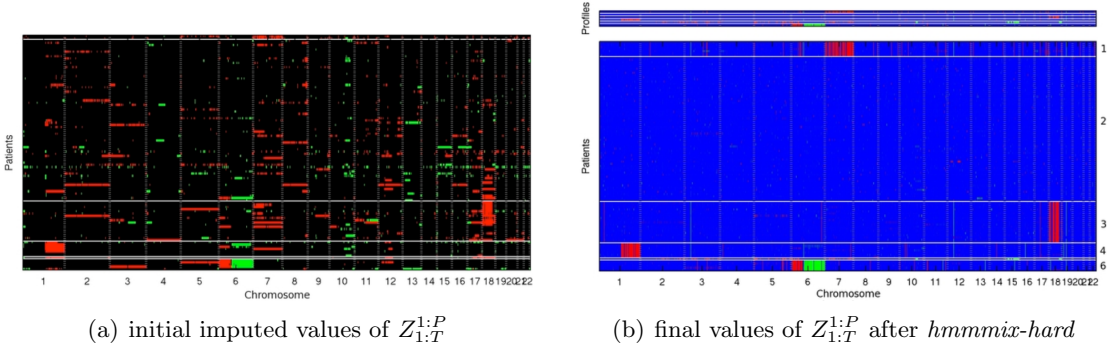 Patients
1 2 3 4 5 6 7 8 9 10 11 12 13 14 15 16 17 18 19 20 21 22
Chromosome
(a) initial imputed values of $Z_{1:T}^{1:P}$
Profiles
Patients
1
2
3
4
6
1 2 3 4 5 6 7 8 9 10 11 12 13 14 15 16 17 18 19 20 21 22
Chromosome
(b) final values of $Z_{1:T}^{1:P}$ after hmmmix-hard